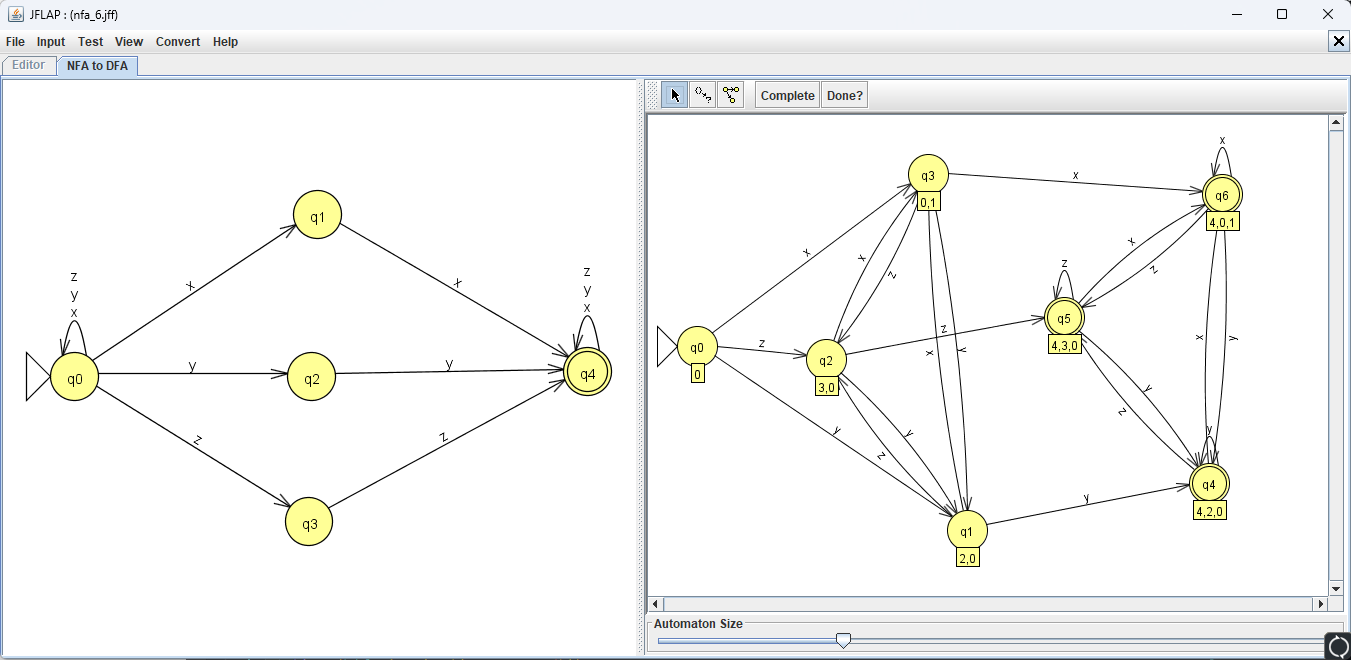 JFLAP : (nfa_6.jff)
File Input Test View Convert Help
Editor NFA to DFA
Complete Done?
z
y
x
q0
q1
x
x
y
q2
y
z
q3
z
z
y
x
q4
q0
0
x
z
y
q3
0,1
x
x
z
q2
3,0
z
y
z
x
y
q1
2,0
y
z
q5
4,3,0
x
z
y
z
x
q6
4,0,1
x
y
y
q4
4,2,0
Automaton Size